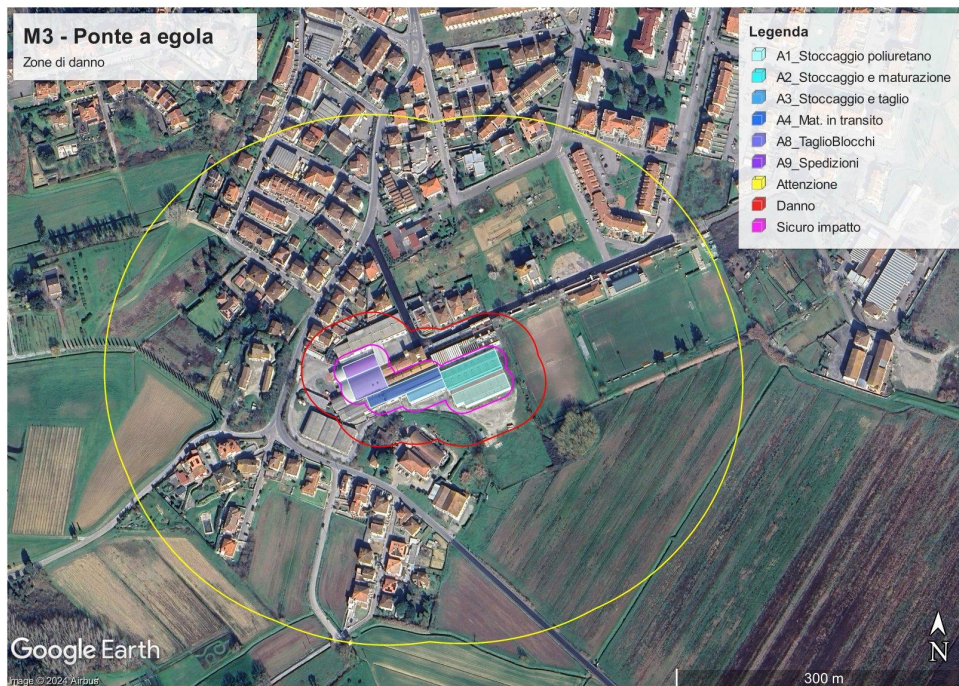 M3 - Ponte a egola
Zone di danno
Legenda
A1_Stoccaggio poliuretano
A2_Stoccaggio e maturazione
A3_Stoccaggio e taglio
A4_Mat. in transito
A8_TaglioBlocchi
A9_Spedizioni
Attenzione
Danno
Sicuro impatto
Google Earth
Image © 2024 Airbus
N
300 m